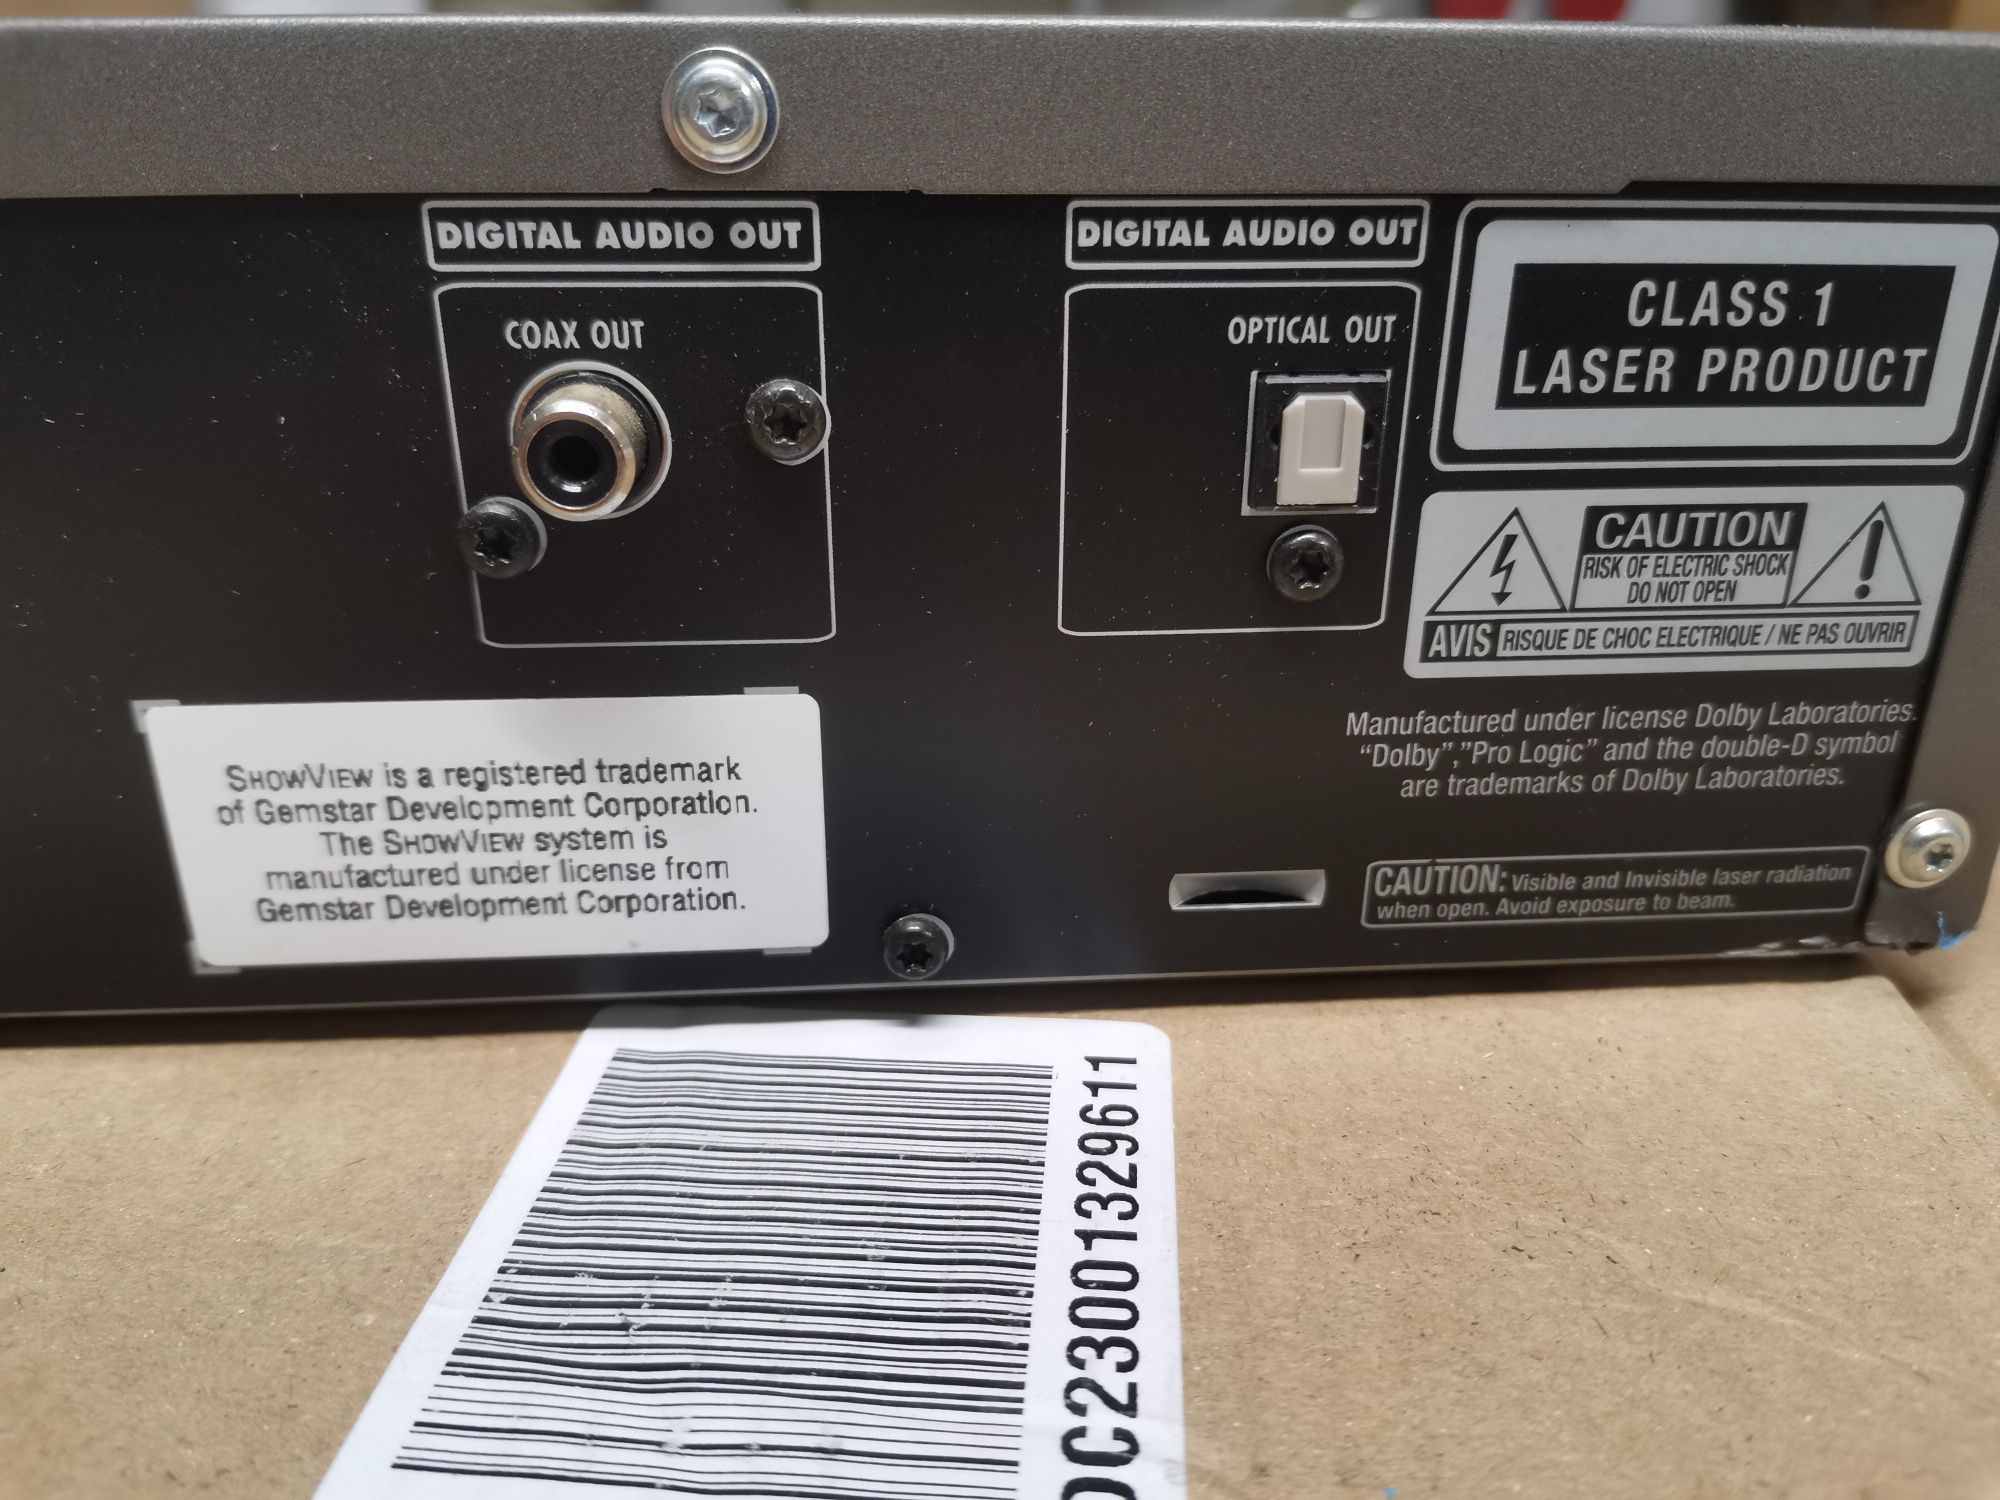 DIGITAL AUDIO OUT
COAX OUT
DIGITAL AUDIO OUT
OPTICAL OUT
CLASS 1
LASER PRODUCT
CAUTION
RISK OF ELECTRIC SHOCK
DO NOT OPEN
AVIS RISQUE DE CHOC ELECTRIQUE / NE PAS OUVRIR
SHOWVIEW is a registered trademark
of Gemstar Development Corporation.
The SHOWVIEW system is
manufactured under license from
Gemstar Development Corporation.
Manufactured under license Dolby Laboratories.
“Dolby”,”Pro Logic” and the double-D symbol
are trademarks of Dolby Laboratories.
CAUTION: Visible and Invisible laser radiation
when open. Avoid exposure to beam.
C23001329611